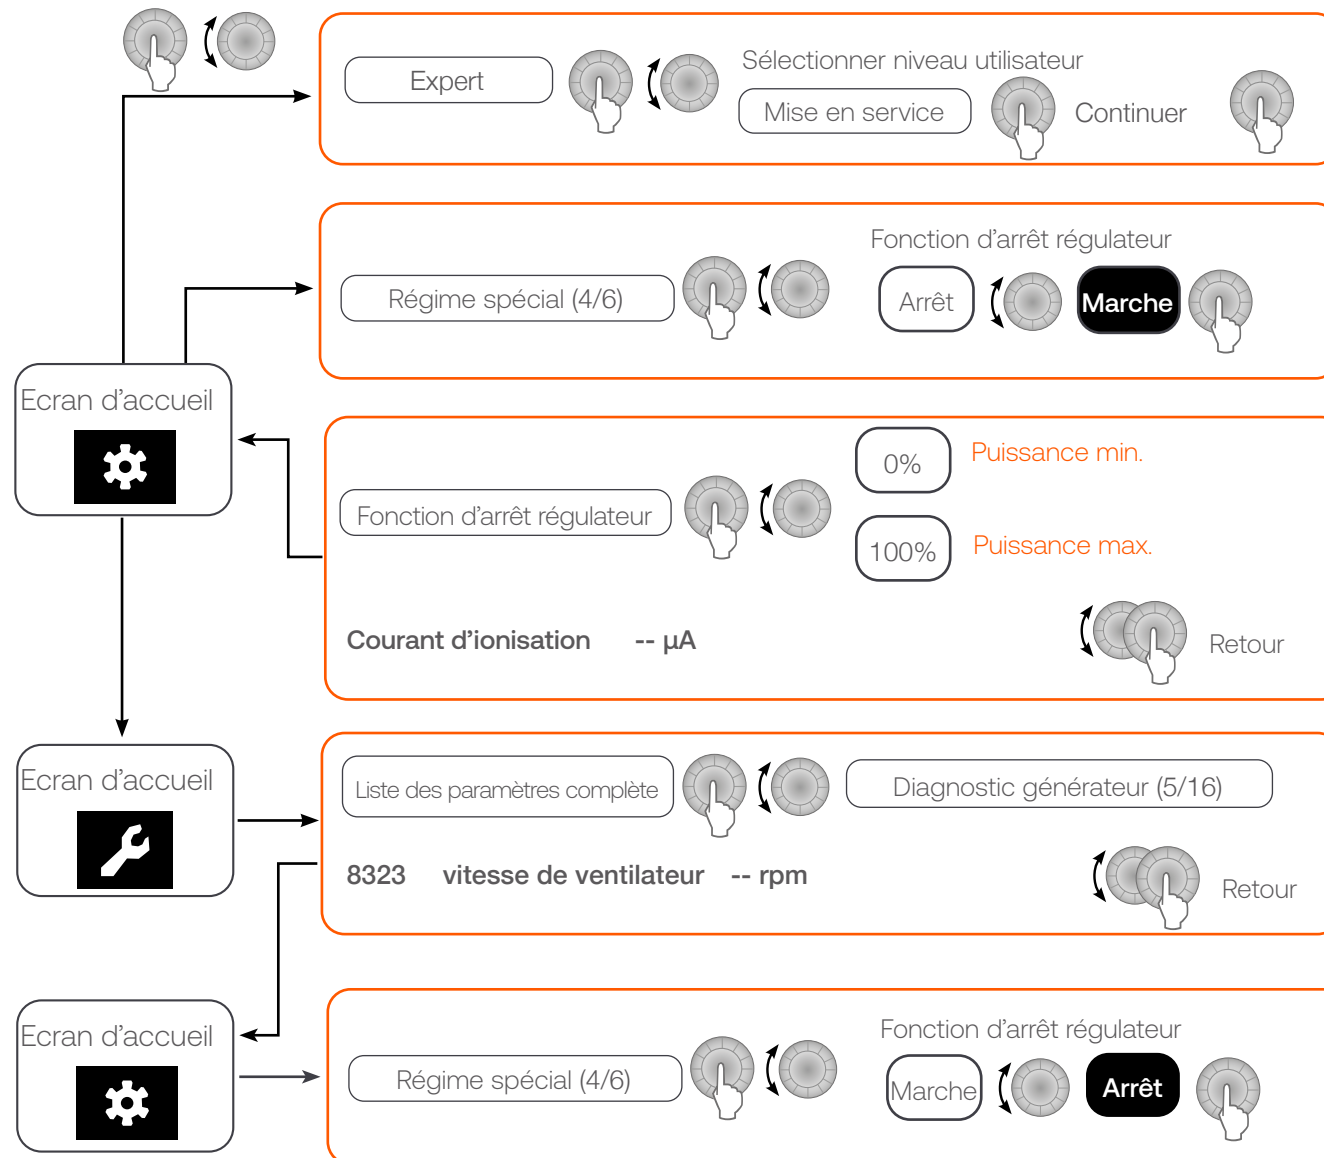 Expert
Sélectionner niveau utilisateur
Mise en service
Continuer
Régime spécial (4/6)
Fonction d'arrêt régulateur
Arrêt
Marche
Ecran d'accueil
Fonction d'arrêt régulateur
0%
Puissance min.
100%
Puissance max.
Courant d'ionisation -- µA
Retour
Ecran d'accueil
Liste des paramètres complète
Diagnostic générateur (5/16)
8323 vitesse de ventilateur -- rpm
Retour
Ecran d'accueil
Régime spécial (4/6)
Fonction d'arrêt régulateur
Marche
Arrêt